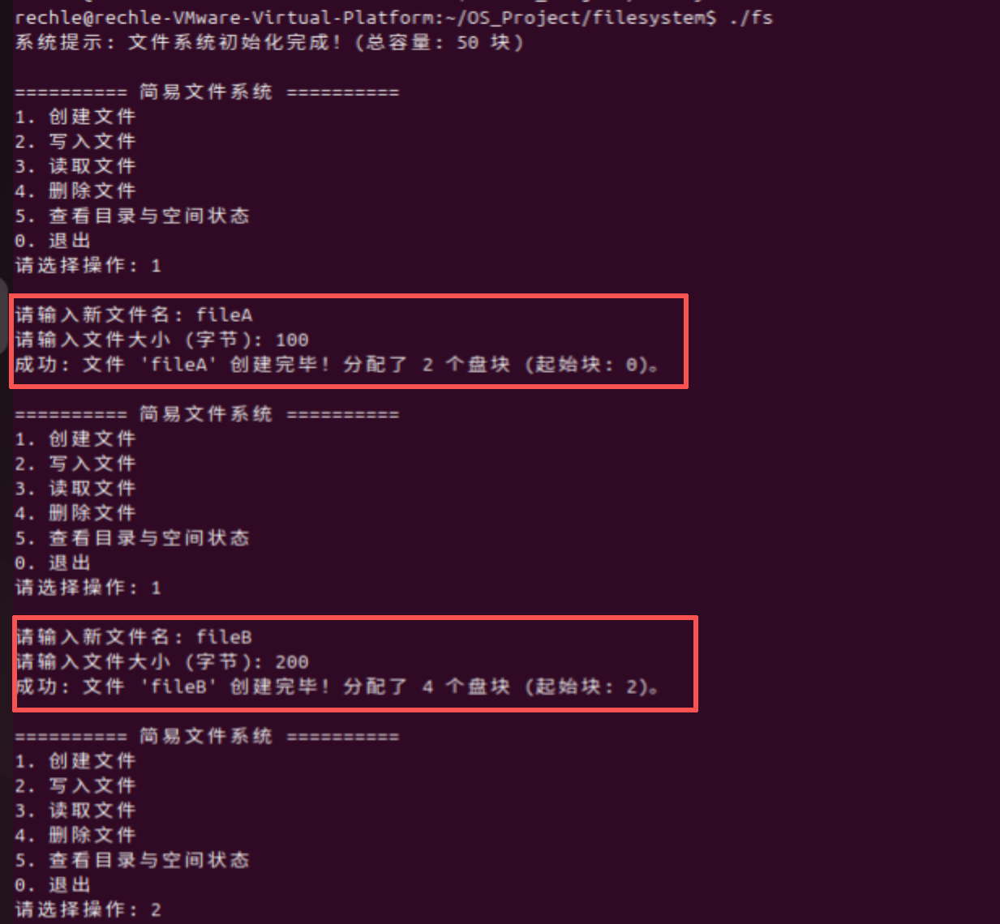 rechle@rechle-VMware-Virtual-Platform:~/OS_Project/filesystem$ ./fs
系统提示: 文件系统初始化完成! (总容量: 50 块)
========== 简易文件系统 ==========
1. 创建文件
2. 写入文件
3. 读取文件
4. 删除文件
5. 查看目录与空间状态
0. 退出
请选择操作: 1
请输入新文件名: fileA
请输入文件大小 (字节): 100
成功: 文件 'fileA' 创建完毕! 分配了 2 个盘块 (起始块: 0)。
========== 简易文件系统 ==========
1. 创建文件
2. 写入文件
3. 读取文件
4. 删除文件
5. 查看目录与空间状态
0. 退出
请选择操作: 1
请输入新文件名: fileB
请输入文件大小 (字节): 200
成功: 文件 'fileB' 创建完毕! 分配了 4 个盘块 (起始块: 2)。
========== 简易文件系统 ==========
1. 创建文件
2. 写入文件
3. 读取文件
4. 删除文件
5. 查看目录与空间状态
0. 退出
请选择操作: 2